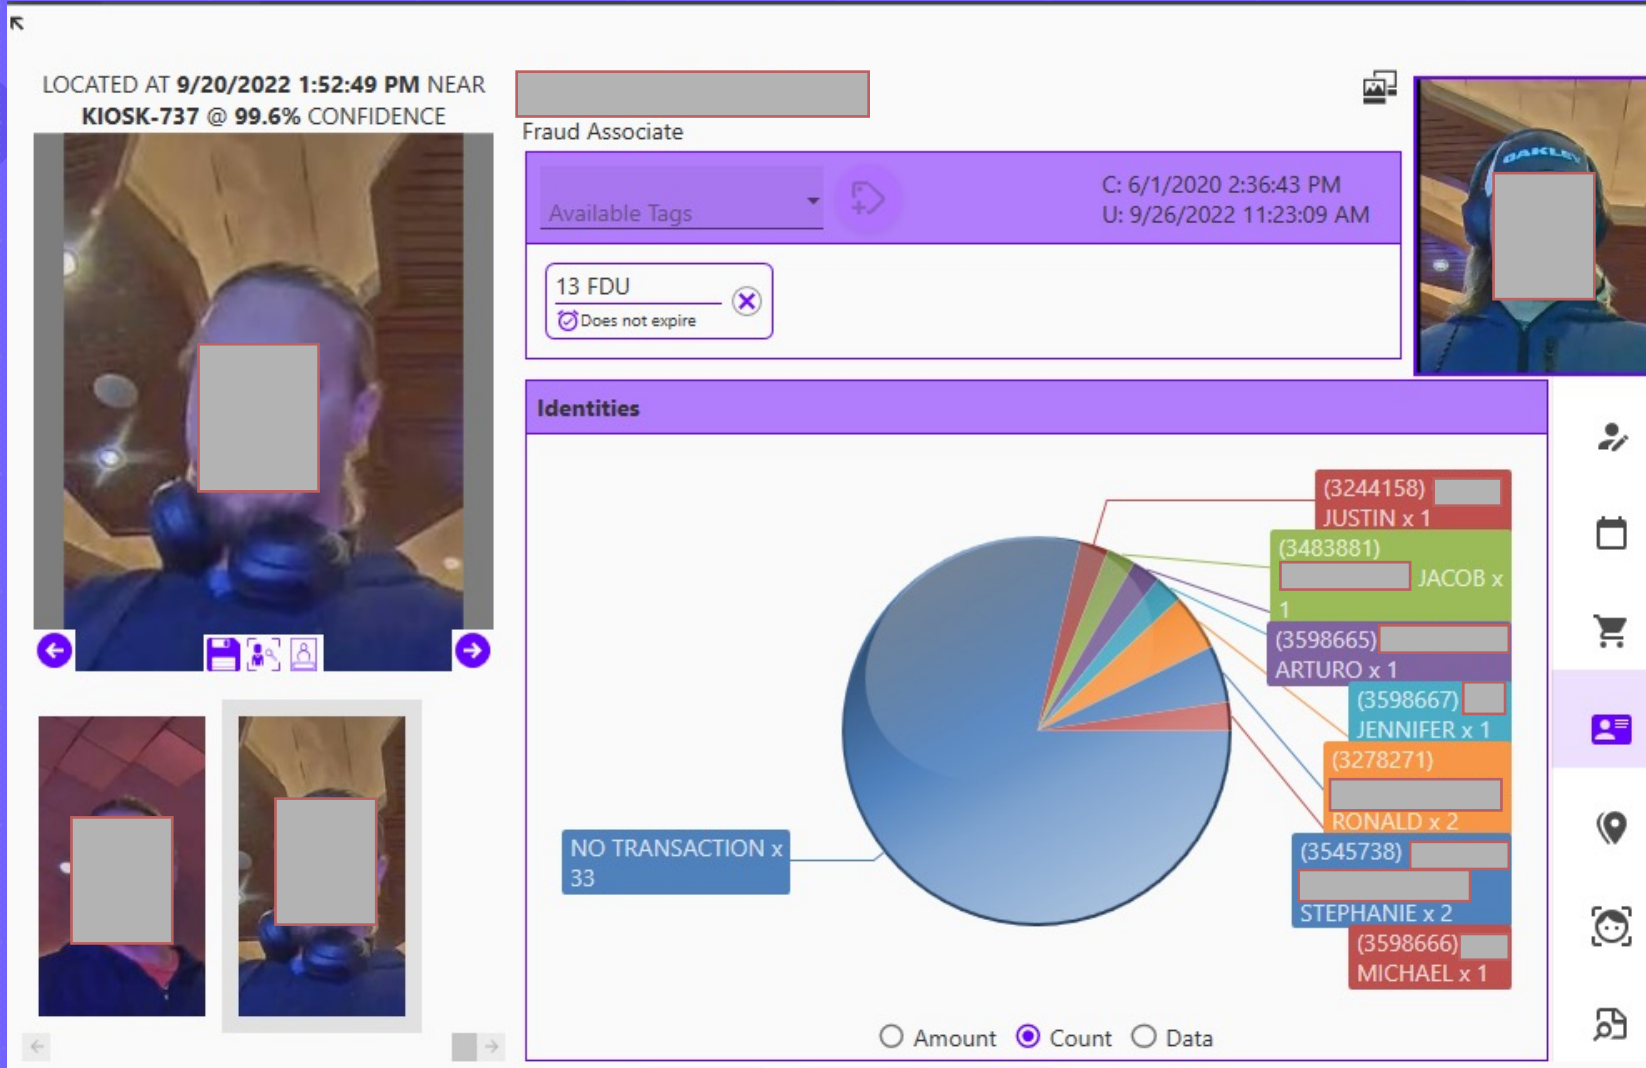 LOCATED AT 9/20/2022 1:52:49 PM NEAR
KIOSK-737 @ 99.6% CONFIDENCE
Fraud Associate
Available Tags
C: 6/1/2020 2:36:43 PM
U: 9/26/2022 11:23:09 AM
13 FDU
Does not expire
OAKLEY
Identities
(3244158)
JUSTIN x 1
(3483881)
JACOB x
1
(3598665)
ARTURO x 1
(3598667)
JENNIFER x 1
(3278271)
RONALD x 2
(3545738)
STEPHANIE x 2
(3598666)
MICHAEL x 1
NO TRANSACTION x
33
Amount
Count
Data